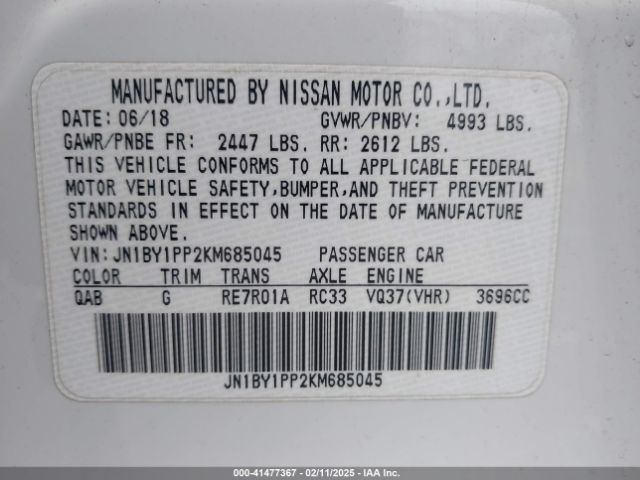 MANUFACTURED BY NISSAN MOTOR CO.,LTD.
DATE: 06/18 GVWR/PNBV: 4993 LBS.
GAWR/PNBE FR: 2447 LBS. RR: 2612 LBS.
THIS VEHICLE CONFORMS TO ALL APPLICABLE FEDERAL
MOTOR VEHICLE SAFETY,BUMPER,AND THEFT PREVENTION
STANDARDS IN EFFECT ON THE DATE OF MANUFACTURE
SHOWN ABOVE.
VIN:JN1BY1PP2KM685045 PASSENGER CAR
COLOR TRIM TRANS AXLE ENGINE
QAB G RE7R01A RC33 VQ37(VHR) 3696CC
JN1BY1PP2KM685045
000-41477367 - 02/11/2025 - IAA Inc.